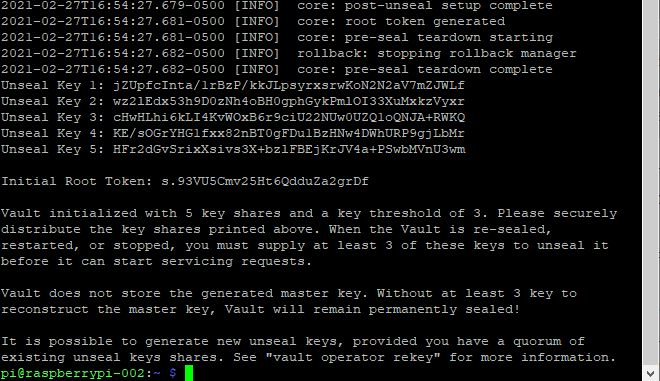 2021-02-27T16:54:27.679-0500 [INFO]  core: post-unseal setup complete
2021-02-27T16:54:27.681-0500 [INFO]  core: root token generated
2021-02-27T16:54:27.681-0500 [INFO]  core: pre-seal teardown starting
2021-02-27T16:54:27.682-0500 [INFO]  rollback: stopping rollback manager
2021-02-27T16:54:27.682-0500 [INFO]  core: pre-seal teardown complete
Unseal Key 1: jZUpfcInta/1rBzP/kkJLpsyrxsrwKoN2N2aV7mZJWLf
Unseal Key 2: wz2lEdx53h9D0zNh4oBH0gphGykPmlOI33XuMxkzVyxr
Unseal Key 3: cHwHLhi6kLI4KvWOxB6r9ciU22NUw0UZQloQNJA+RWKQ
Unseal Key 4: KE/sOGrYHGlfxx82nBT0gFDulBzHNw4DWhURP9gjLbMr
Unseal Key 5: HFr2dGvSrixXsivs3X+bzlFBEjKrJV4a+PSwbMVnU3wm
Initial Root Token: s.93VU5Cmv25Ht6QdduZa2grDf
Vault initialized with 5 key shares and a key threshold of 3. Please securely
distribute the key shares printed above. When the Vault is re-sealed,
restarted, or stopped, you must supply at least 3 of these keys to unseal it
before it can start servicing requests.
Vault does not store the generated master key. Without at least 3 key to
reconstruct the master key, Vault will remain permanently sealed!
It is possible to generate new unseal keys, provided you have a quorum of
existing unseal keys shares. See "vault operator rekey" for more information.
pi@raspberrypi-002:~ $